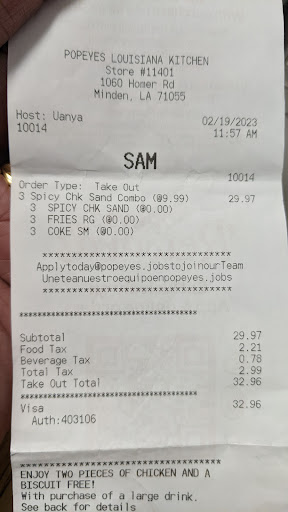 POPEYES LOUISIANA KITCHEN
Store #11401
1060 Homer Rd
Minden, LA 71055
Host: Uanya 02/19/2023
10014 11:57 AM
SAM
10014
Order Type: Take Out
3 Spicy Chk Sand Combo (@9.99) 29.97
3 SPICY CHK SAND (@0.00)
3 FRIES RG (@0.00)
3 COKE SM (@0.00)
*********************************
Applytoday@popeyes.jobstojoinourTeam
Uneteanuestroequipoenpopeyes.jobs
*********************************
****************************************
Subtotal 29.97
Food Tax 2.21
Beverage Tax 0.78
Total Tax 2.99
Take Out Total 32.96
****************************************
Visa 32.96
Auth:403106
************************************
ENJOY TWO PIECES OF CHICKEN AND A
BISCUIT FREE!
With purchase of a large drink.
See back for details